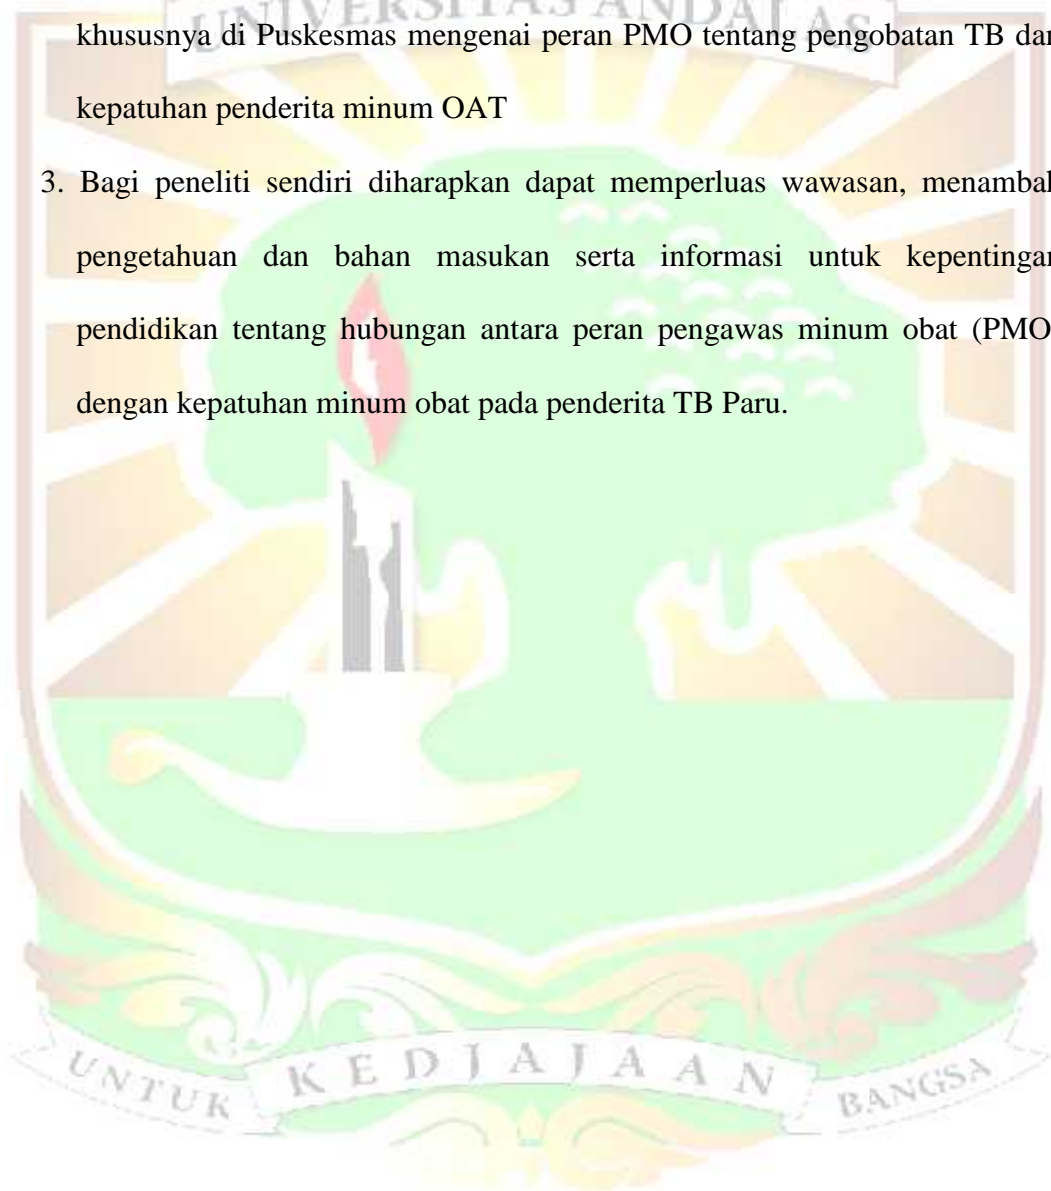 UNIVERSITAS ANDALAS
khususnya di Puskesmas mengenai peran PMO tentang pengobatan TB dan
kepatuhan penderita minum OAT
3. Bagi peneliti sendiri diharapkan dapat memperluas wawasan, menambah
pengetahuan dan bahan masukan serta informasi untuk kepentingan
pendidikan tentang hubungan antara peran pengawas minum obat (PMO)
dengan kepatuhan minum obat pada penderita TB Paru.
UNTUK KEDJAJAAN BANGSA